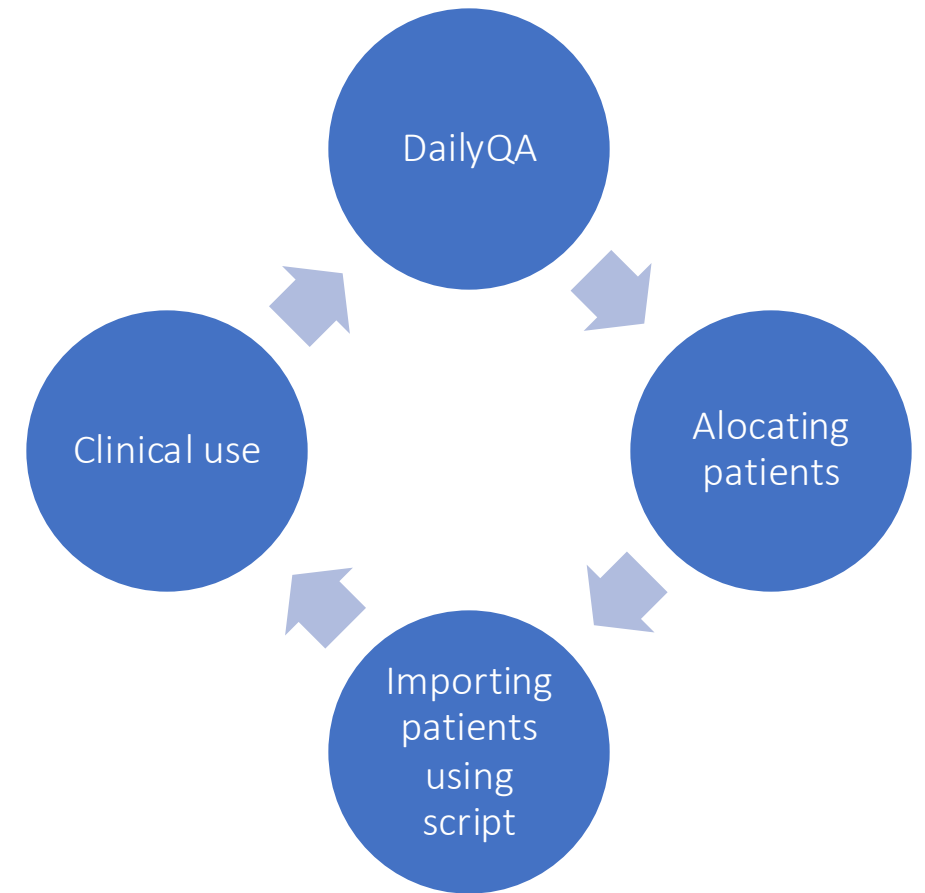 DailyQA
Alocating
patients
Importing
patients
using
script
Clinical use